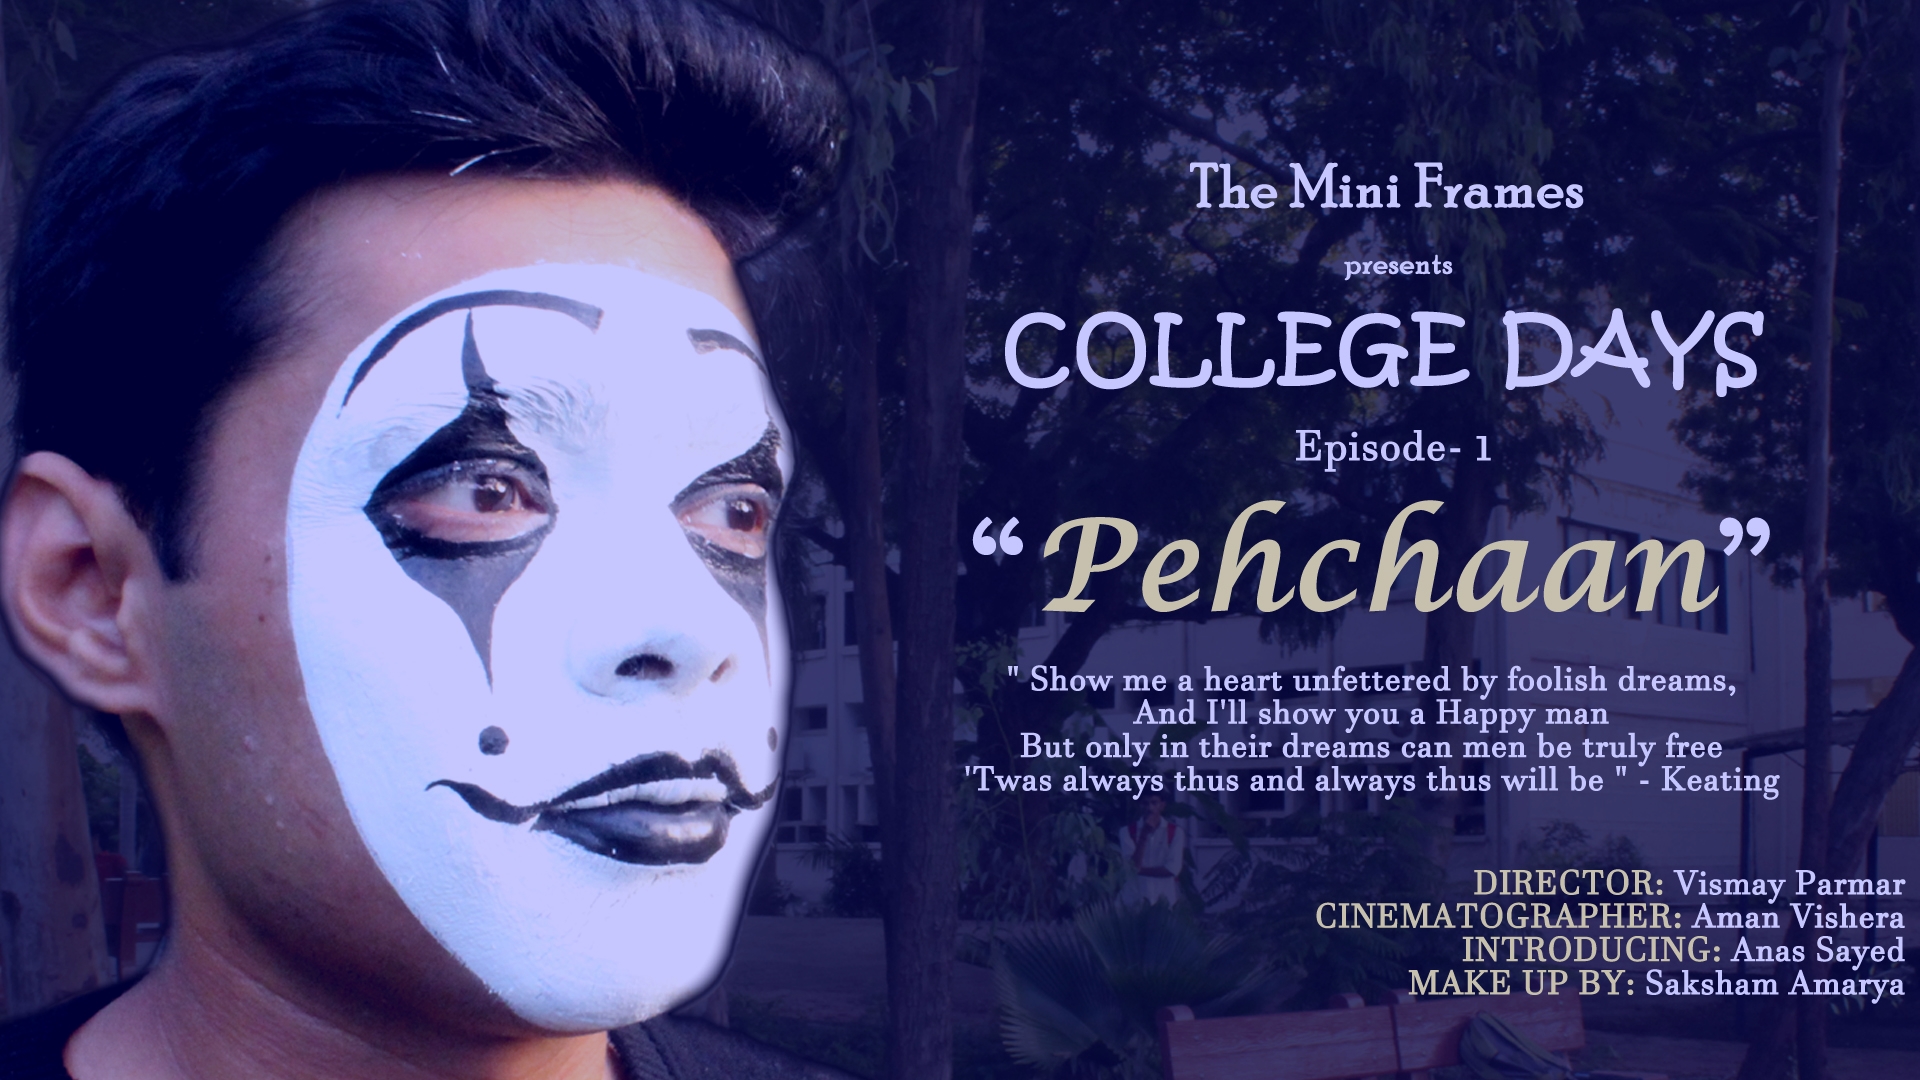 The Mini Frames
presents
COLLEGE DAYS
Episode- 1
“Pehchaan”
" Show me a heart unfettered by foolish dreams,
And I'll show you a Happy man
But only in their dreams can men be truly free
'Twas always thus and always thus will be " - Keating
DIRECTOR: Vismay Parmar
CINEMATOGRAPHER: Aman Vishera
INTRODUCING: Anas Sayed
MAKE UP BY: Saksham Amarya